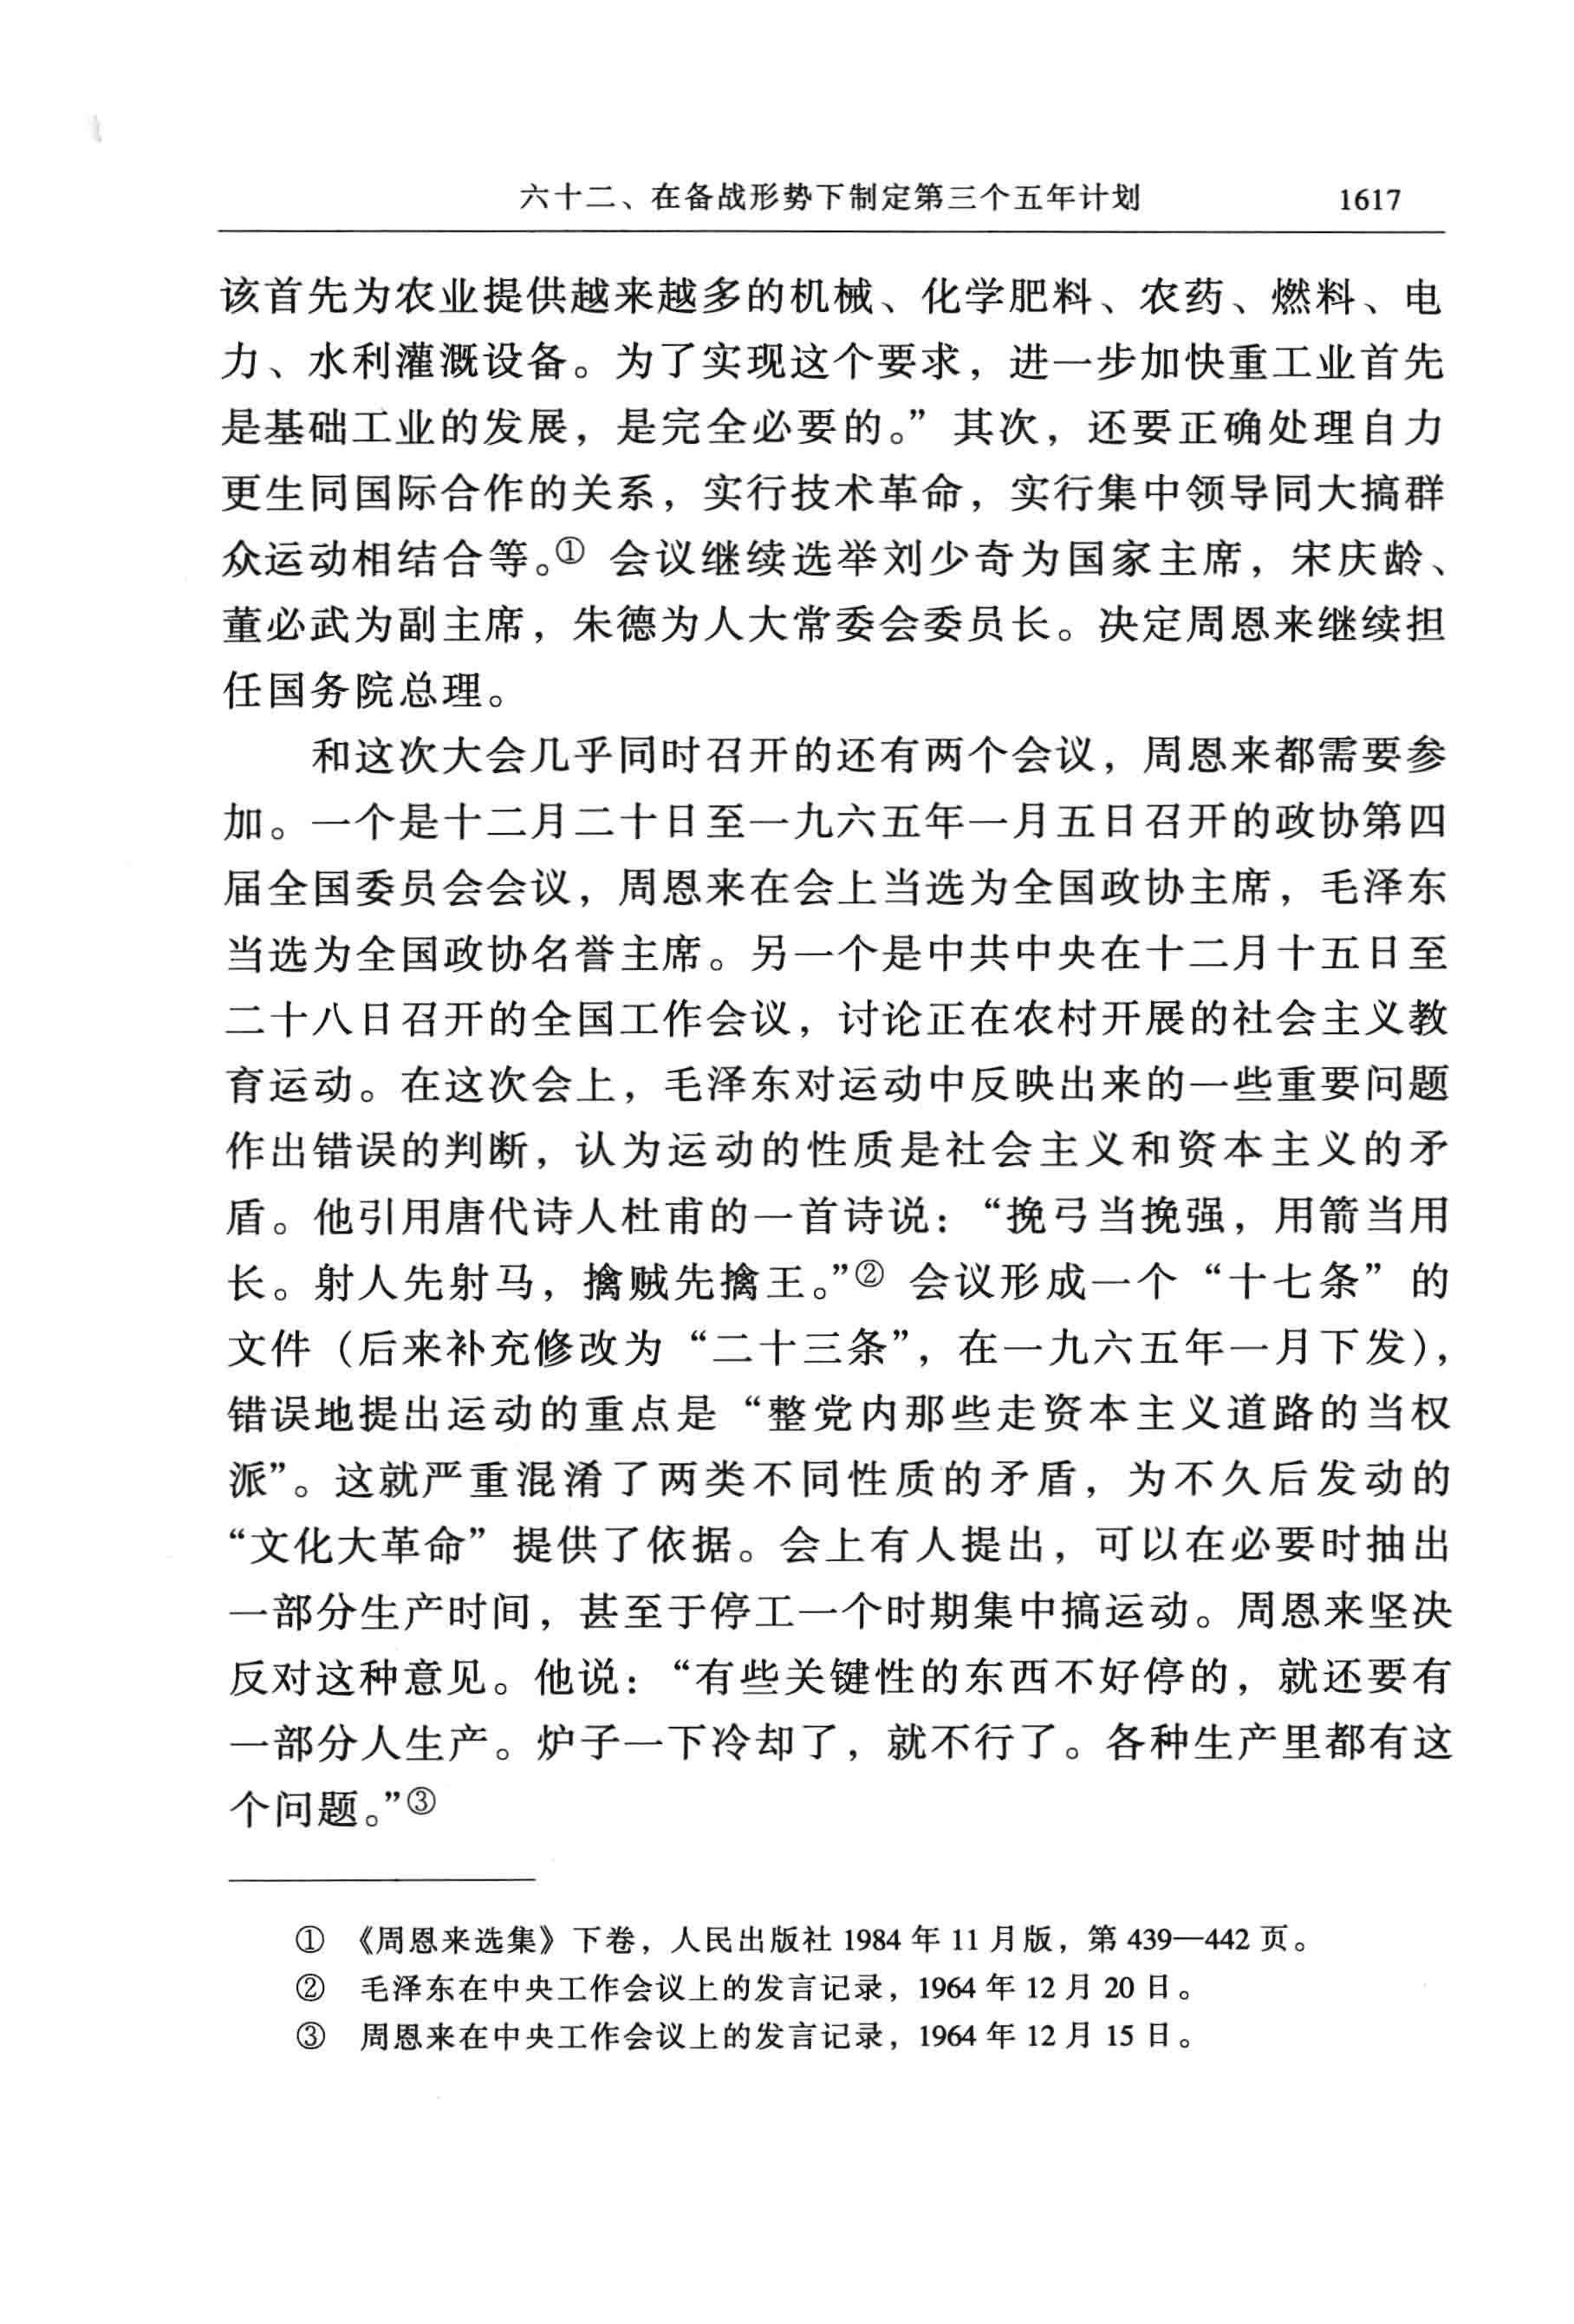 六十二、在备战形势下制定第三个五年计划 1617
该首先为农业提供越来越多的机械、化学肥料、农药、燃料、电
力、水利灌溉设备。为了实现这个要求，进一步加快重工业首先
是基础工业的发展，是完全必要的。”其次，还要正确处理自力
更生同国际合作的关系，实行技术革命，实行集中领导同大搞群
众运动相结合等。① 会议继续选举刘少奇为国家主席，宋庆龄、
董必武为副主席，朱德为人大常委会委员长。决定周恩来继续担
任国务院总理。
和这次大会几乎同时召开的还有两个会议，周恩来都需要参
加。一个是十二月二十日至一九六五年一月五日召开的政协第四
届全国委员会会议，周恩来在会上当选为全国政协主席，毛泽东
当选为全国政协名誉主席。另一个是中共中央在十二月十五日至
二十八日召开的全国工作会议，讨论正在农村开展的社会主义教
育运动。在这次会上，毛泽东对运动中反映出来的一些重要问题
作出错误的判断，认为运动的性质是社会主义和资本主义的矛
盾。他引用唐代诗人杜甫的一首诗说：“挽弓当挽强，用箭当用
长。射人先射马，擒贼先擒王。”② 会议形成一个“十七条”的
文件（后来补充修改为“二十三条”，在一九六五年一月下发），
错误地提出运动的重点是“整党内那些走资本主义道路的当权
派”。这就严重混淆了两类不同性质的矛盾，为不久后发动的
“文化大革命”提供了依据。会上有人提出，可以在必要时抽出
一部分生产时间，甚至于停工一个时期集中搞运动。周恩来坚决
反对这种意见。他说：“有些关键性的东西不好停的，就还要有
一部分人生产。炉子一下冷却了，就不行了。各种生产里都有这
个问题。”③
① 《周恩来选集》下卷，人民出版社 1984 年 11 月版，第 439—442 页。
② 毛泽东在中央工作会议上的发言记录，1964 年 12 月 20 日。
③ 周恩来在中央工作会议上的发言记录，1964 年 12 月 15 日。